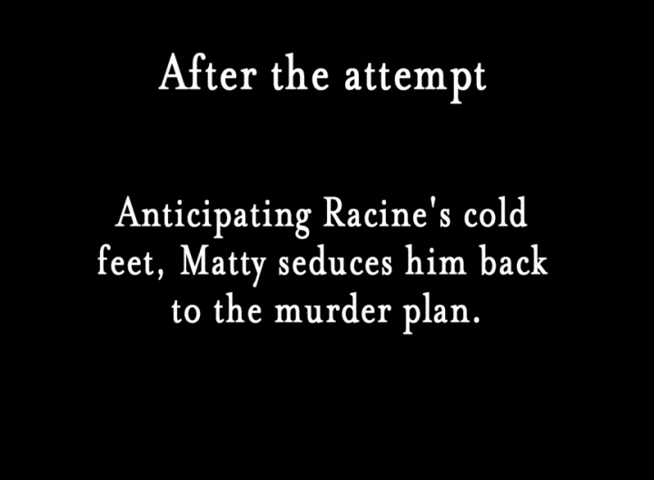 After the attempt
Anticipating Racine's cold
feet, Matty seduces him back
to the murder plan.